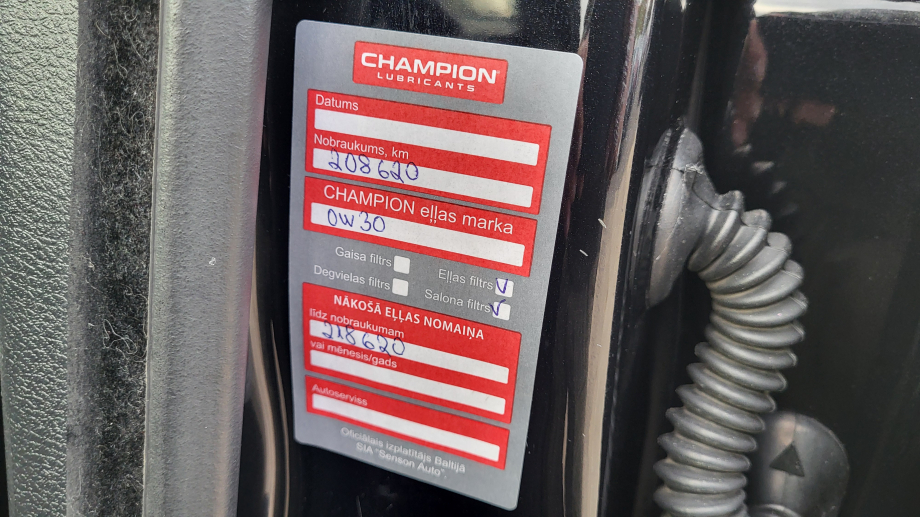 CHAMPION
LUBRICANTS
Datums
Nobraukums, km
208620
CHAMPION eļļas marka
0W30
Gaisa filtrs Eļļas filtrs
Degvielas filtrs Salona filtrs
NĀKOŠĀ EĻĻAS NOMAIŅA
līdz nobraukumam
218620
vai mēnesis/gads
Autoserviss
Oficiālais izplatītājs Baltijā
SIA "Senson Auto".